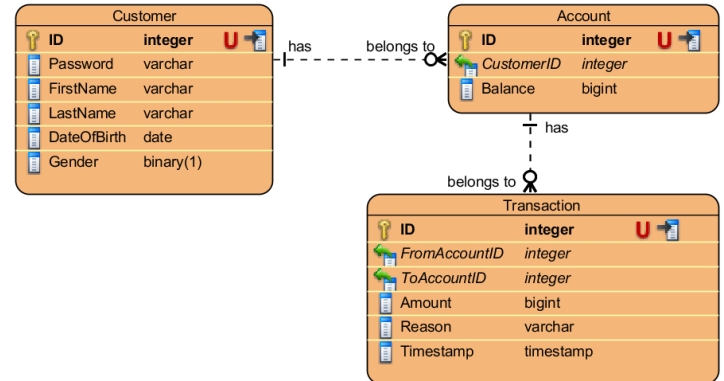 Customer
ID integer U
Password varchar
FirstName varchar
LastName varchar
DateOfBirth date
Gender binary(1)
has
belongs to
Account
ID integer U
CustomerID integer
Balance bigint
has
belongs to
Transaction
ID integer U
FromAccountID integer
ToAccountID integer
Amount bigint
Reason varchar
Timestamp timestamp